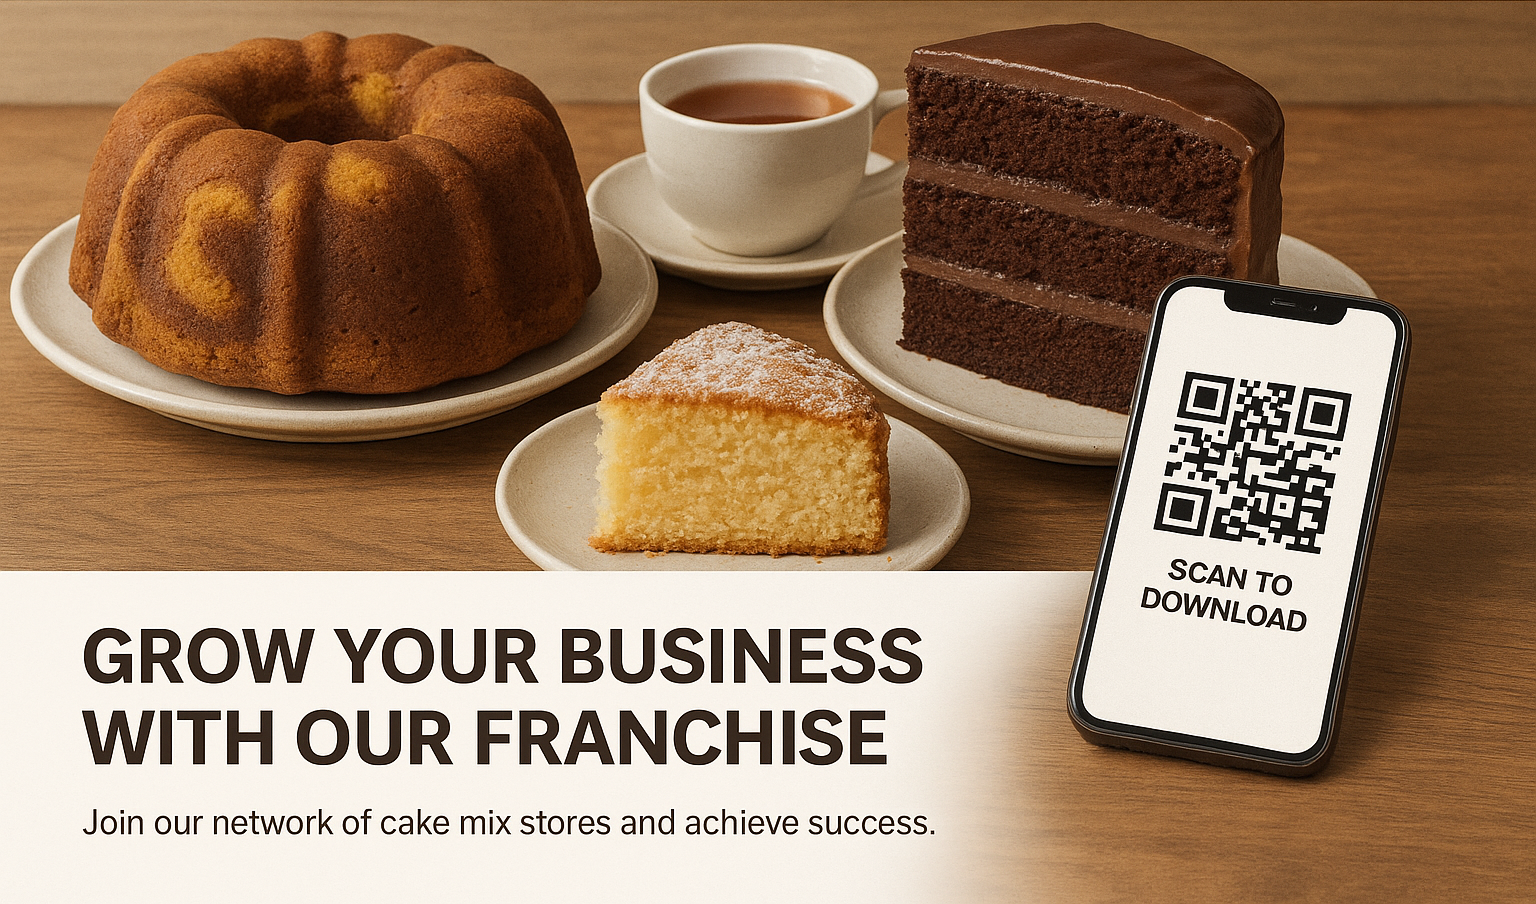 SCAN TO
DOWNLOAD
GROW YOUR BUSINESS
WITH OUR FRANCHISE
Join our network of cake mix stores and achieve success.